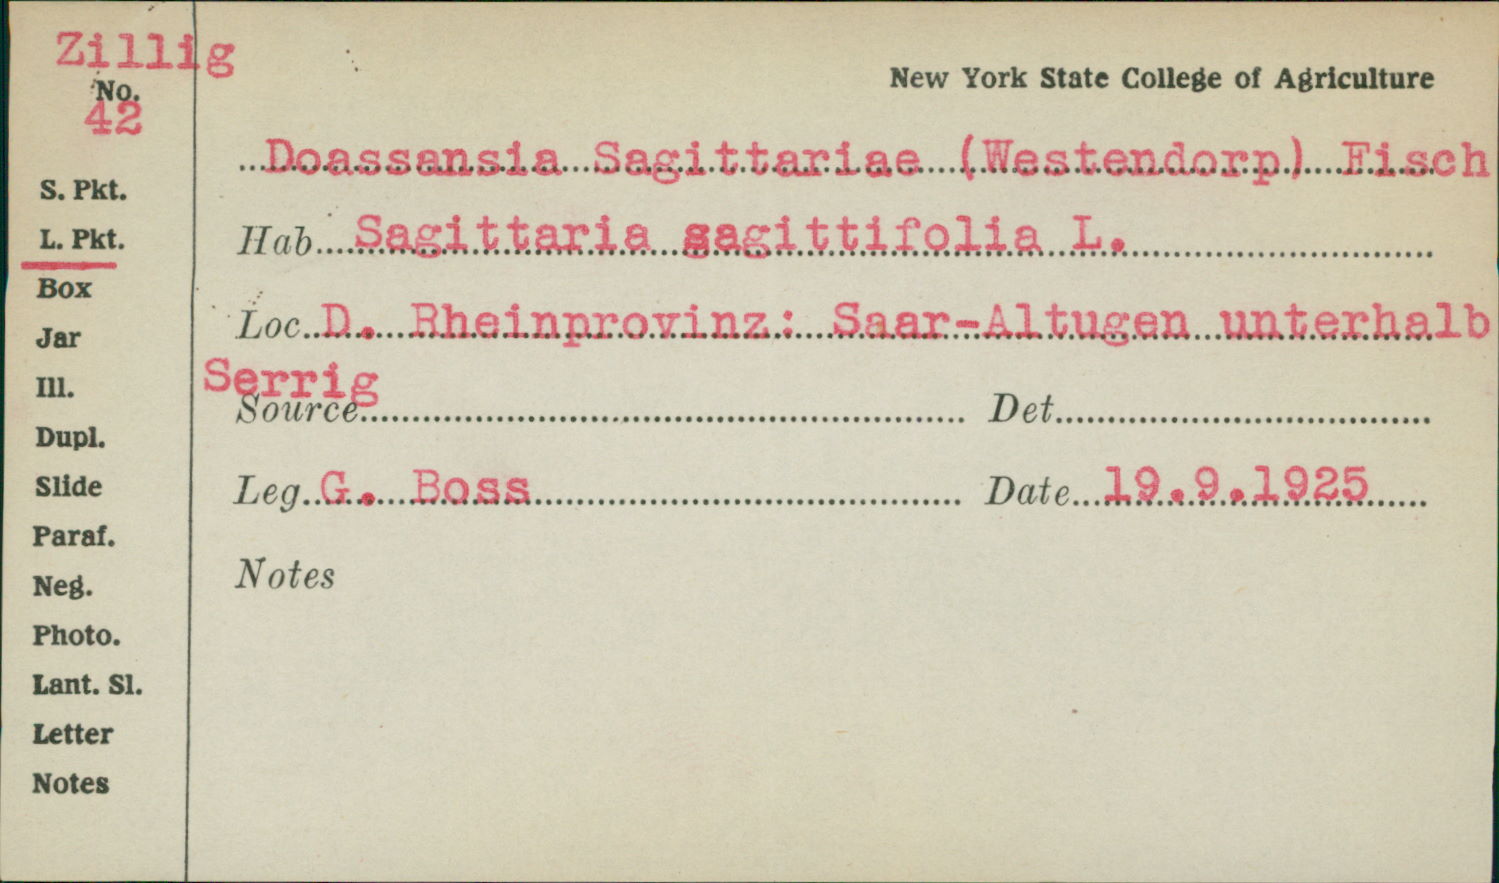 Zillig
No.
42
New York State College of Agriculture
Doassansia Sagittariae (Westendorp) Fisch
S. Pkt.
Hab Sagittaria sagittifolia L.
L. Pkt.
Box
Loc D. Rheinprovinz: Saar-Altugen unterhalb
Jar
Serrig
Ill.
Source Det
Dupl.
Slide
Leg G. Boss Date 19.9.1925
Paraf.
Notes
Neg.
Photo.
Lant. Sl.
Letter
Notes